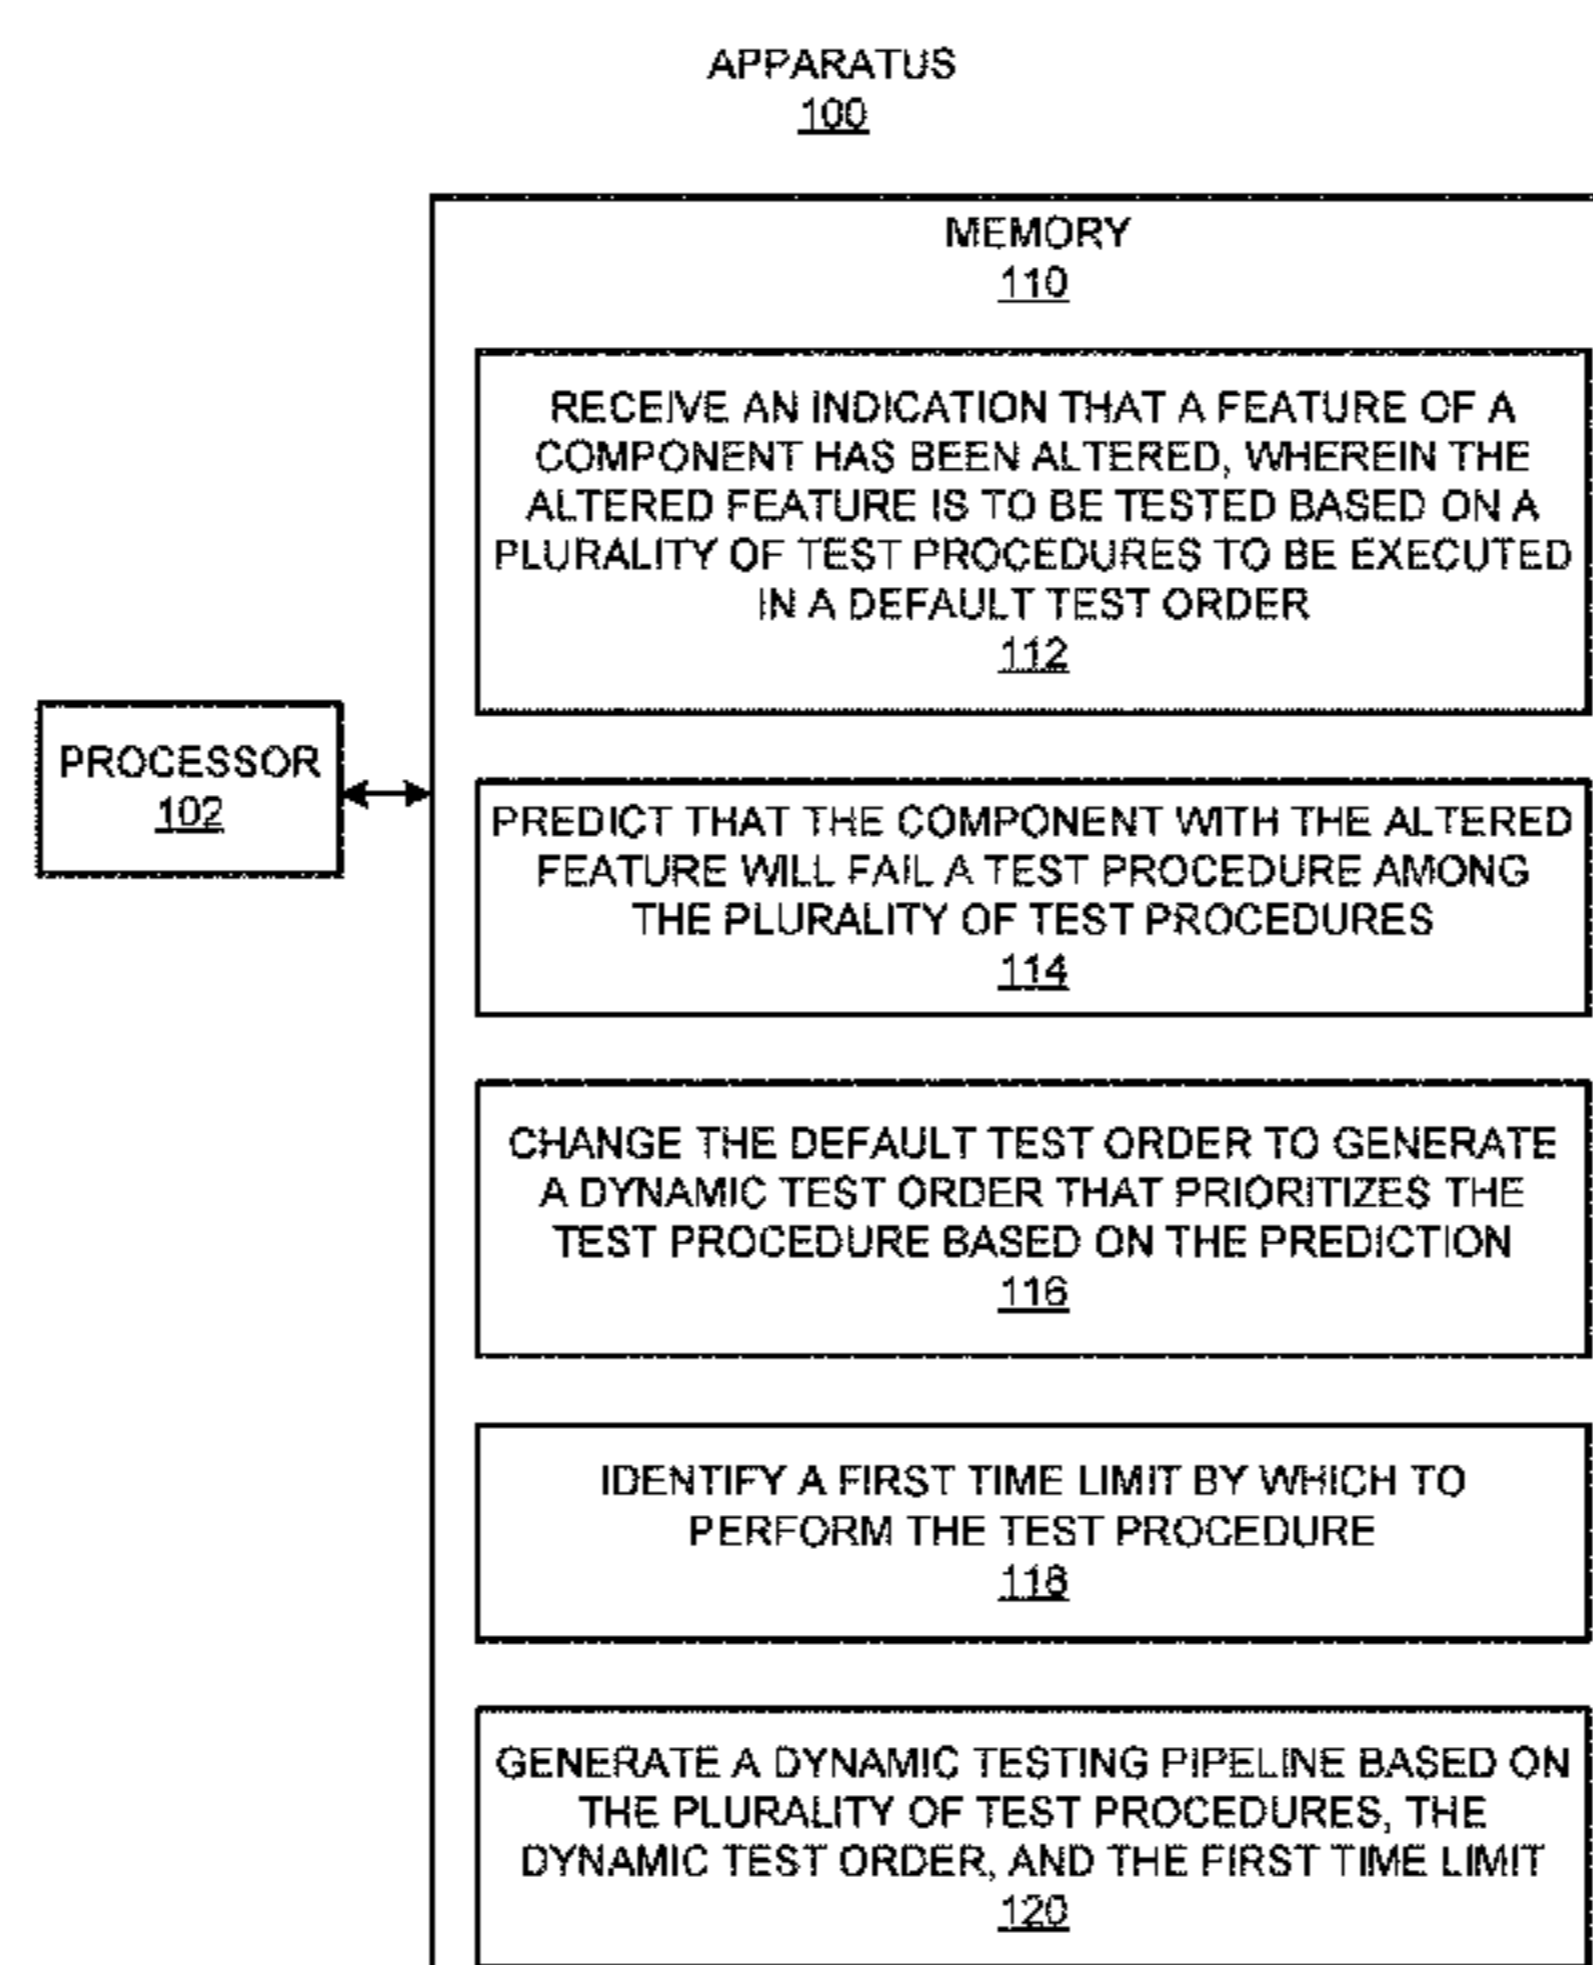 APPARATUS
100
MEMORY
110
RECEIVE AN INDICATION THAT A FEATURE OF A
COMPONENT HAS BEEN ALTERED, WHEREIN THE
ALTERED FEATURE IS TO BE TESTED BASED ON A
PLURALITY OF TEST PROCEDURES TO BE EXECUTED
IN A DEFAULT TEST ORDER
112
PROCESSOR
102
PREDICT THAT THE COMPONENT WITH THE ALTERED
FEATURE WILL FAIL A TEST PROCEDURE AMONG
THE PLURALITY OF TEST PROCEDURES
114
CHANGE THE DEFAULT TEST ORDER TO GENERATE
A DYNAMIC TEST ORDER THAT PRIORITIZES THE
TEST PROCEDURE BASED ON THE PREDICTION
116
IDENTIFY A FIRST TIME LIMIT BY WHICH TO
PERFORM THE TEST PROCEDURE
118
GENERATE A DYNAMIC TESTING PIPELINE BASED ON
THE PLURALITY OF TEST PROCEDURES, THE
DYNAMIC TEST ORDER, AND THE FIRST TIME LIMIT
120